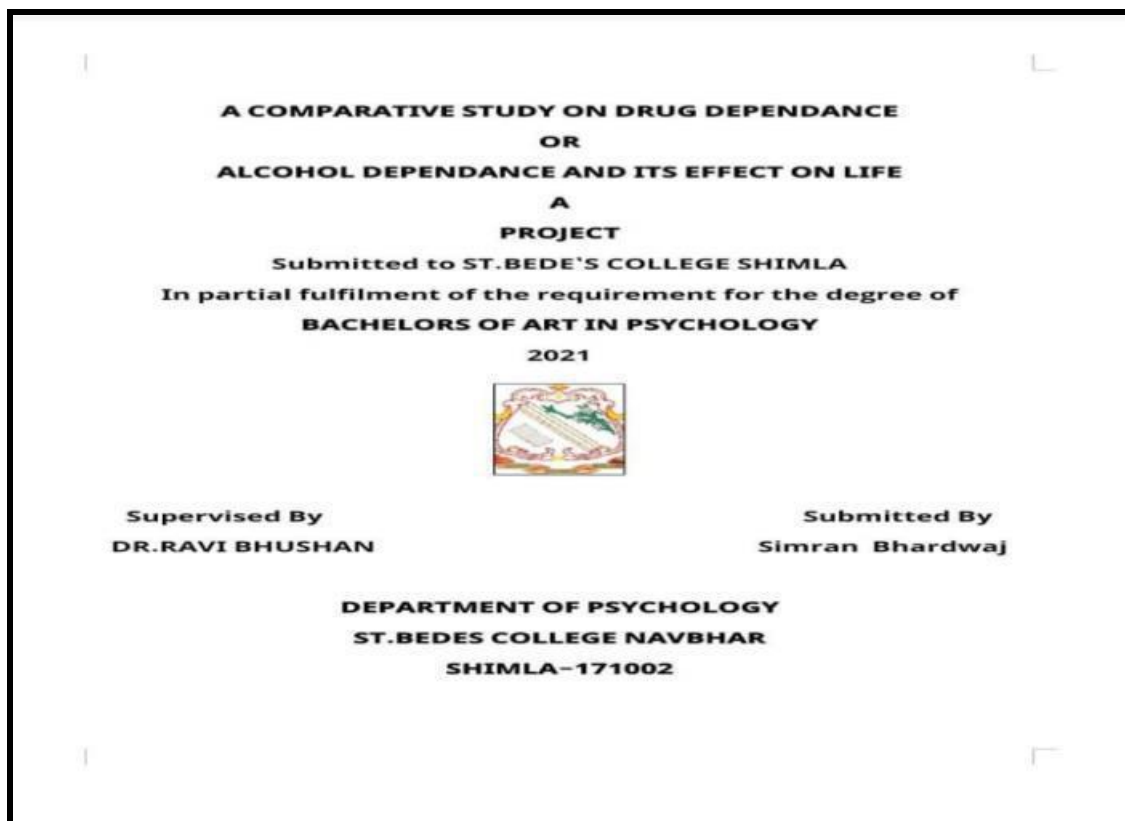 A COMPARATIVE STUDY ON DRUG DEPENDANCE
OR
ALCOHOL DEPENDANCE AND ITS EFFECT ON LIFE
A
PROJECT
Submitted to ST.BEDE`S COLLEGE SHIMLA
In partial fulfilment of the requirement for the degree of
BACHELORS OF ART IN PSYCHOLOGY
2021
Supervised By
Submitted By
DR.RAVI BHUSHAN
Simran Bhardwaj
DEPARTMENT OF PSYCHOLOGY
ST.BEDES COLLEGE NAVBHAR
SHIMLA-171002